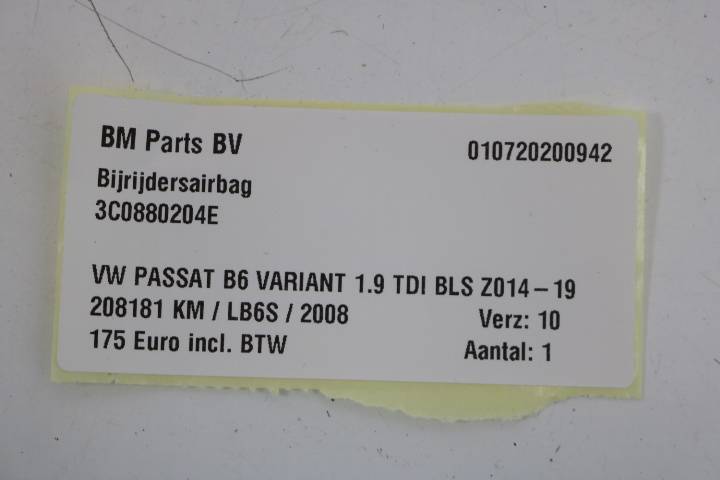 BM Parts BV
010720200942
Bijrijdersairbag
3C0880204E
VW PASSAT B6 VARIANT 1.9 TDI BLS Z014-19
208181 KM / LB6S / 2008
Verz: 10
175 Euro incl. BTW
Aantal: 1